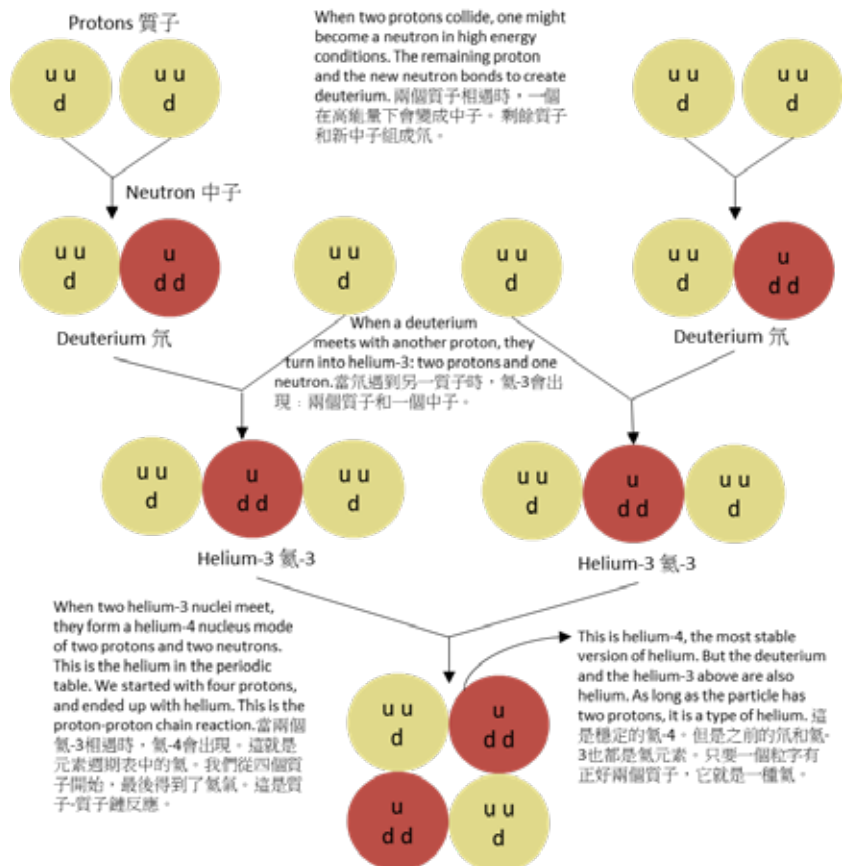 Protons 質子
When two protons collide, one might
become a neutron in high energy
conditions. The remaining proton
and the new neutron bonds to create
deuterium. 兩個質子相遇時，一個
在高能量下會變成中子。 剩餘質子
和新中子組成氘。
u u
d
u u
d
u u
d
u u
d
Neutron 中子
u u
d
u
d d
u u
d
u u
d
u u
d
u
d d
Deuterium 氘
Deuterium 氘
When a deuterium
meets with another proton, they
turn into helium-3: two protons and one
neutron.當氘遇到另一質子時，氦-3會出
現：兩個質子和一個中子。
u u
d
u
d d
u u
d
u u
d
u
d d
u u
d
Helium-3 氦-3
Helium-3 氦-3
When two helium-3 nuclei meet,
they form a helium-4 nucleus mode
of two protons and two neutrons.
This is the helium in the periodic
table. We started with four protons,
and ended up with helium. This is the
proton-proton chain reaction.當兩個
氦-3相遇時，氦-4會出現。這就是
元素週期表中的氦。我們從四個質
子開始，最後得到了氦氣。這是質
子-質子鏈反應。
This is helium-4, the most stable
version of helium. But the deuterium
and the helium-3 above are also
helium. As long as the particle has
two protons, it is a type of helium. 這
是穩定的氦-4。但是之前的氘和氦-
3也都是氦元素。只要一個粒字有
正好兩個質子，它就是一種氦。
u u
d
u
d d
u
d d
u u
d